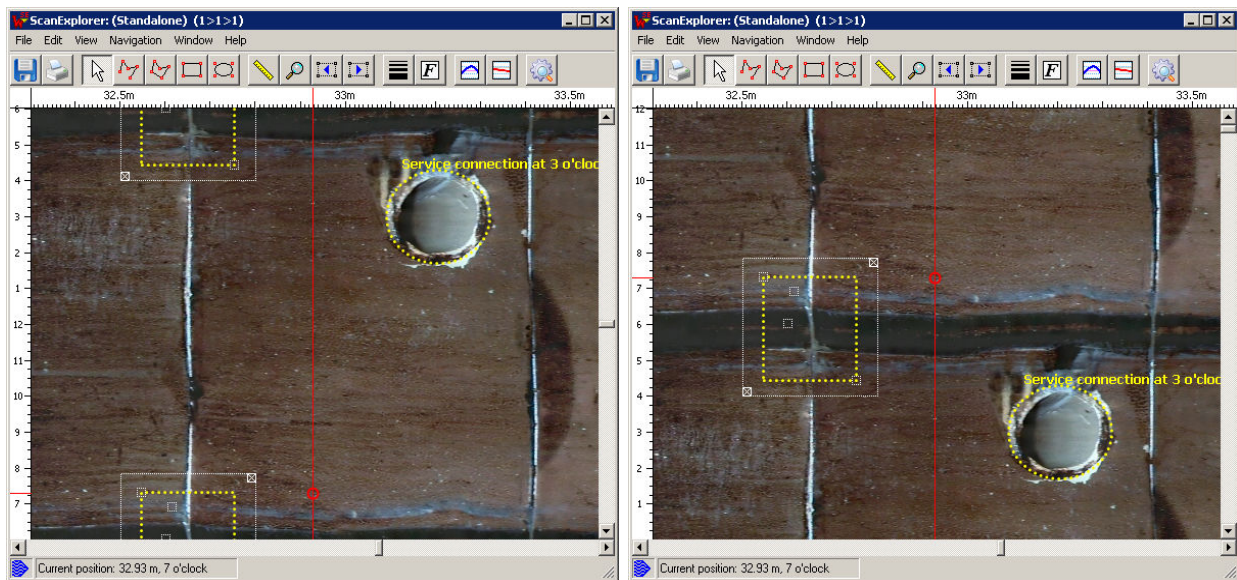 ScanExplorer: (Standalone) (1>1>1)
File Edit View Navigation Window Help
F
32.5m 33m 33.5m
6
5
Service connection at 3 o'cloc
4
3
2
1
12
11
10
9
8
7
Current position: 32.93 m, 7 o'clock
ScanExplorer: (Standalone) (1>1>1)
File Edit View Navigation Window Help
F
32.5m 33m 33.5m
12
11
10
9
8
7
6
5
Service connection at 3 o'cloc
4
3
2
1
Current position: 32.93 m, 7 o'clock